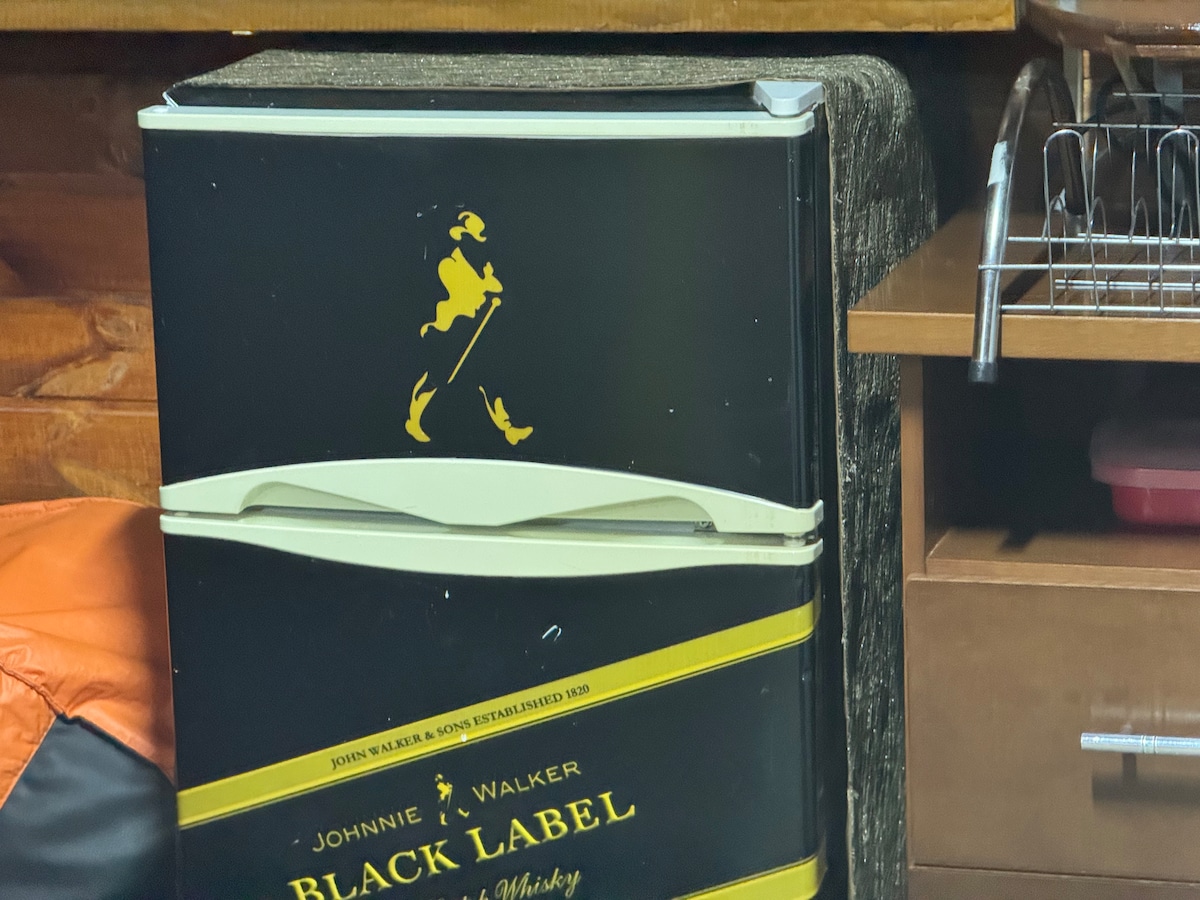 JOHN WALKER & SONS ESTABLISHED 1820
JOHNNIE WALKER
BLACK LABEL
Whisky